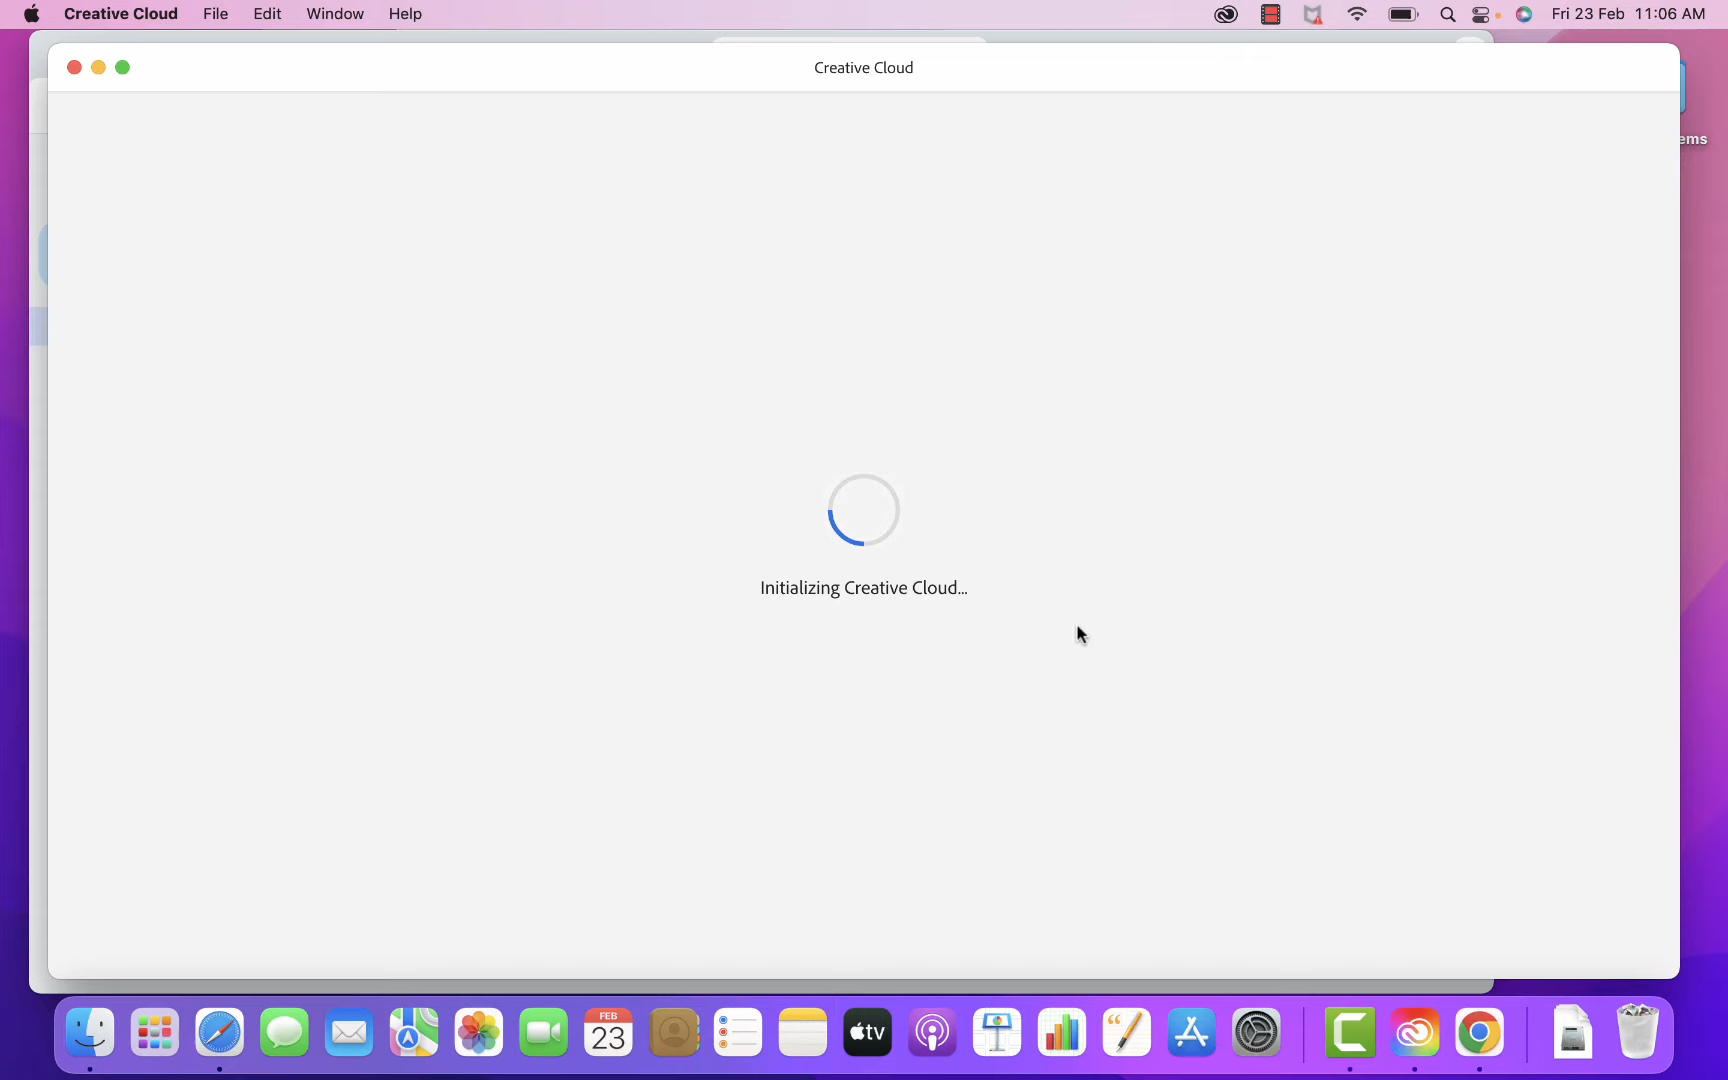 Creative Cloud File Edit Window Help Fri 23 Feb 11:06 AM
Creative Cloud
ems
Initializing Creative Cloud...
FEB
23
tv